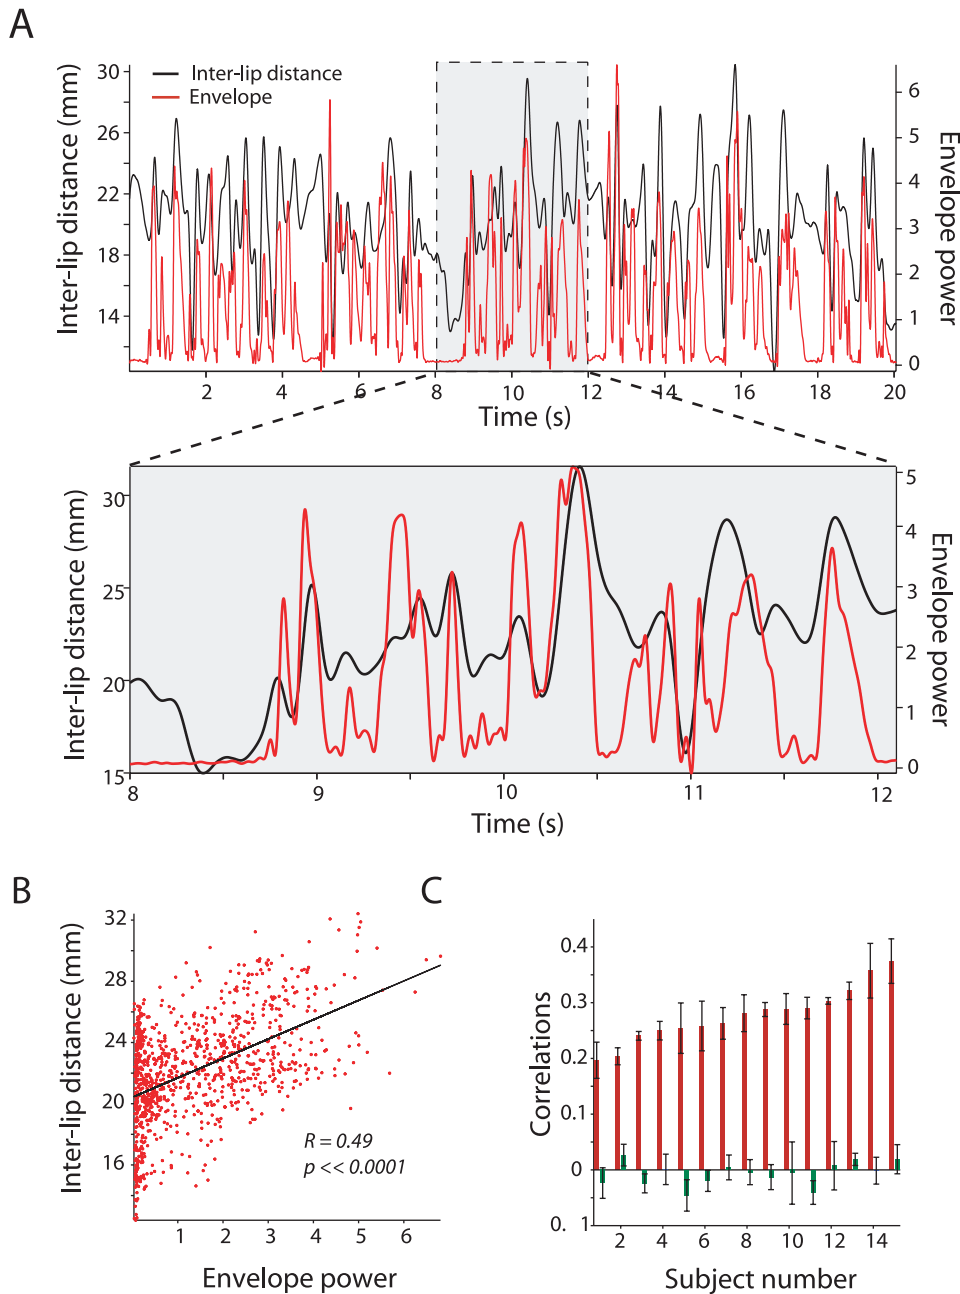 A
Inter-lip distance (mm)
30
26
22
18
14
Inter-lip distance
Envelope
6
5
4
3
2
1
0
Envelope power
2 4 6 8 10 12 14 16 18 20
Time (s)
Inter-lip distance (mm)
30
25
20
15
5
4
3
2
1
0
Envelope power
8 9 10 11 12
Time (s)
B
Inter-lip distance (mm)
32
28
24
20
16
R = 0.49
p << 0.0001
1 2 3 4 5 6
Envelope power
C
Correlations
0.4
0.3
0.2
0.1
0
0. 1
2 4 6 8 10 12 14
Subject number